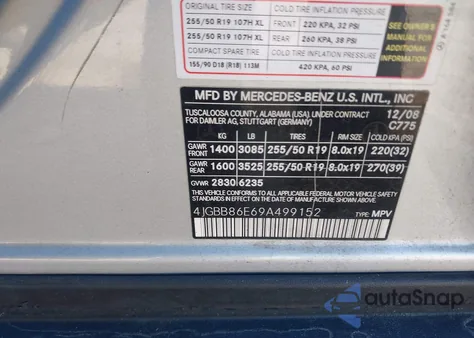 ORIGINAL TIRE SIZE COLD TIRE INFLATION PRESSURE
255/50 R19 107H XL FRONT 220 KPA, 32 PSI
255/50 R19 107H XL REAR 260 KPA, 38 PSI
COMPACT SPARE TIRE COLD TIRE INFLATION PRESSURE
155/90 D18 (R18) 113M 420 KPA, 60 PSI
SEE OWNER'S
MANUAL FOR
ADDITIONAL
INFORMATION
MFD BY MERCEDES-BENZ U.S. INTL., INC
TUSCALOOSA COUNTY, ALABAMA (USA) UNDER CONTRACT 12/08
FOR DAIMLER AG, STUTTGART (GERMANY) C775
KG LB TIRES RIM SIZE COLD KPA (PSI)
GAWR FRONT 1400 3085 255/50 R19 8.0x19 220(32)
GAWR REAR 1600 3525 255/50 R19 8.0x19 270(39)
GVWR 2830 6235
THIS VEHICLE CONFORMS TO ALL APPLICABLE FEDERAL MOTOR VEHICLE SAFETY
STANDARDS IN EFFECT ON THE DATE OF MANUFACTURE SHOWN ABOVE.
4JGBB86E69A499152 TYPE: MPV
autoSnap